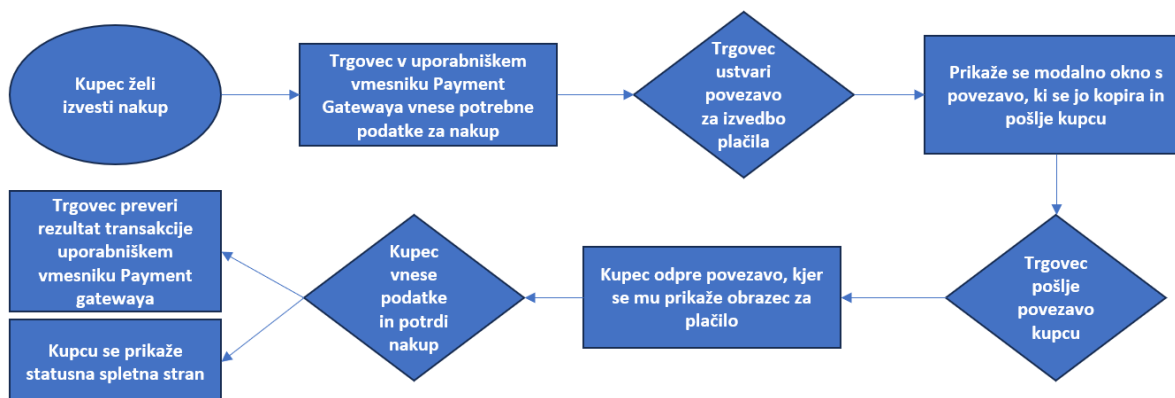 Kupec želi
izvesti nakup
Trgovec v uporabniškem
vmesniku Payment
Gatewaya vnese potrebne
podatke za nakup
Trgovec
ustvari
povezavo
za izvedbo
plačila
Prikaže se modalno okno s
povezavo, ki se jo kopira in
pošlje kupcu
Trgovec
pošlje
povezavo
kupcu
Kupec odpre povezavo, kjer
se mu prikaže obrazec za
plačilo
Kupec
vnese
podatke
in potrdi
nakup
Trgovec preveri
rezultat transakcije
uporabniškem
vmesniku Payment
gatewaya
Kupcu se prikaže
statusna spletna stran